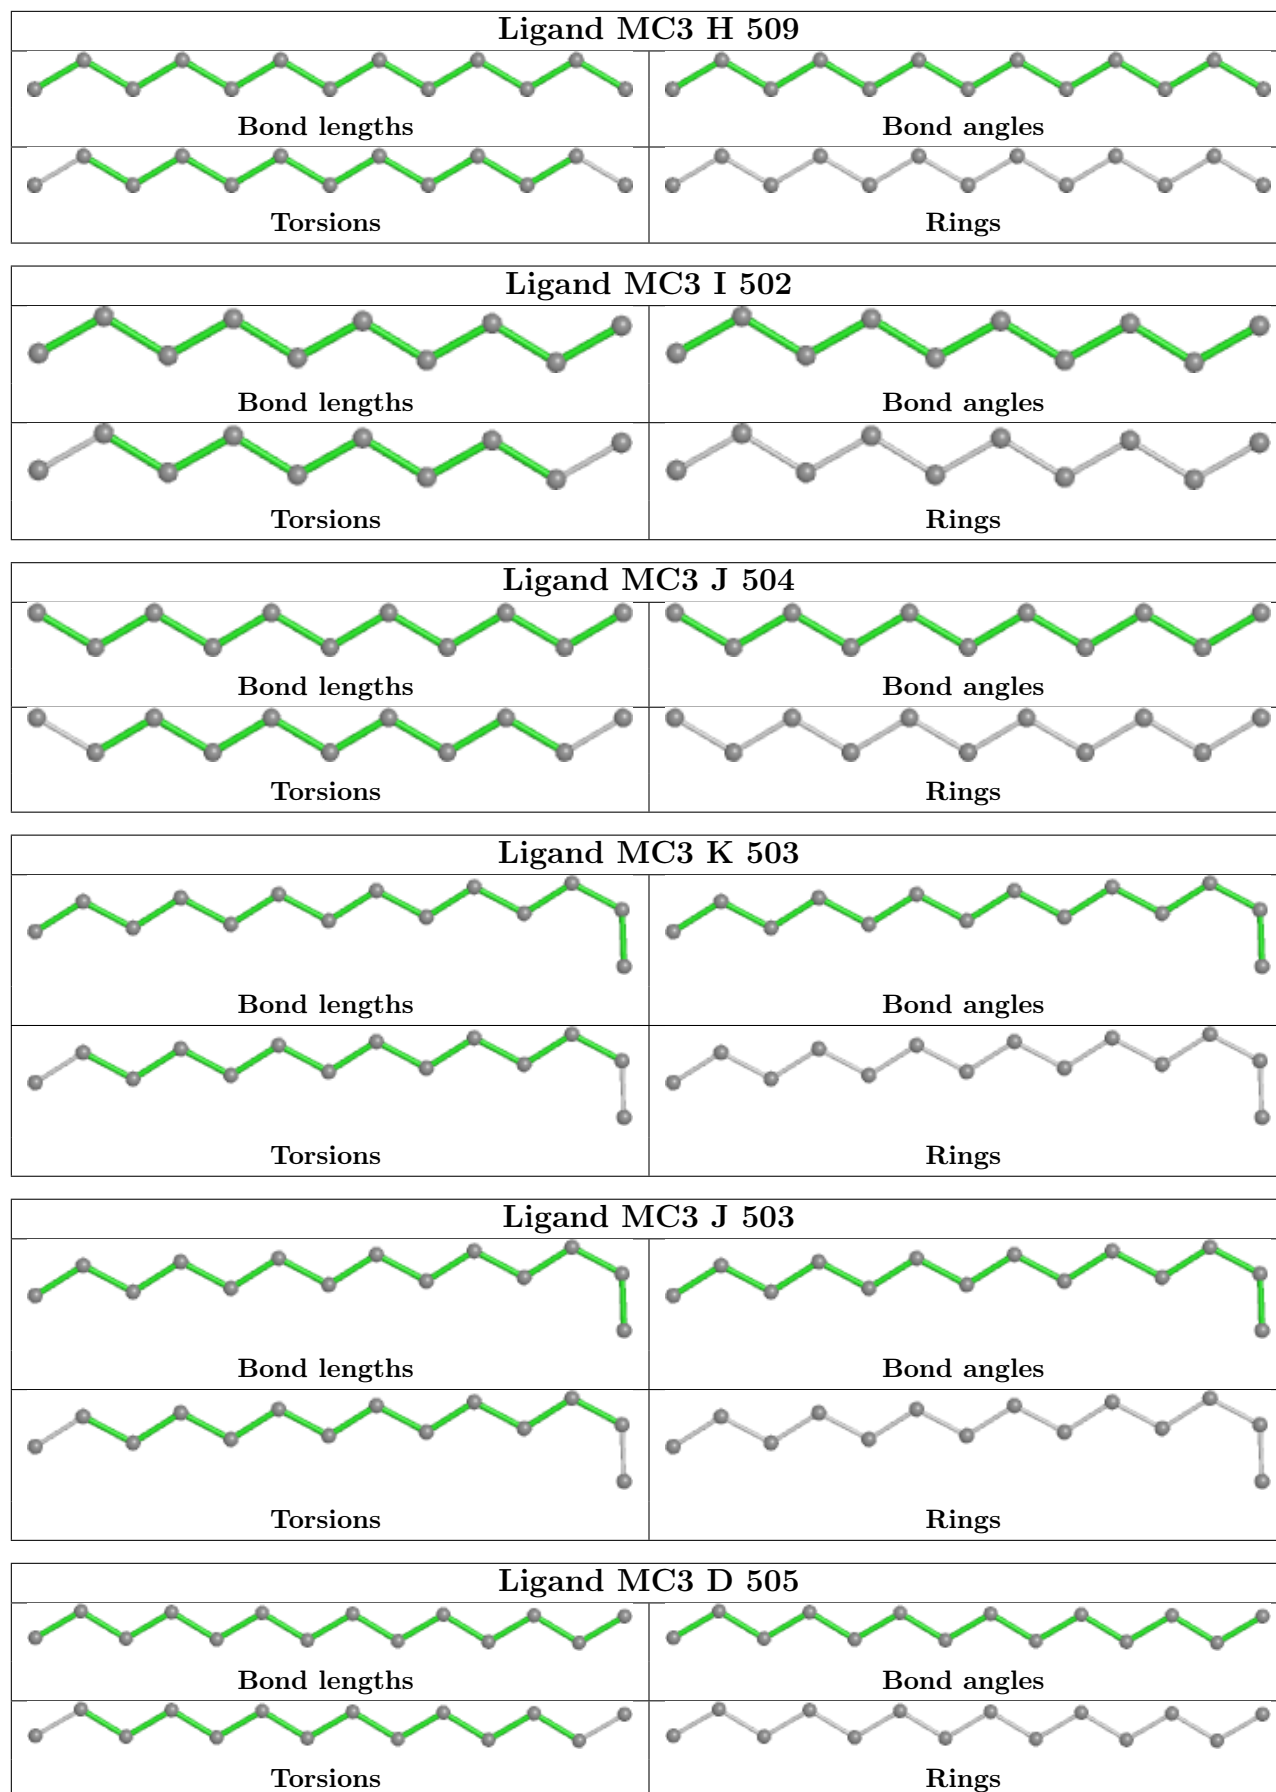 Ligand MC3 H 509
Bond lengths Bond angles
Torsions Rings
Ligand MC3 I 502
Bond lengths Bond angles
Torsions Rings
Ligand MC3 J 504
Bond lengths Bond angles
Torsions Rings
Ligand MC3 K 503
Bond lengths Bond angles
Torsions Rings
Ligand MC3 J 503
Bond lengths Bond angles
Torsions Rings
Ligand MC3 D 505
Bond lengths Bond angles
Torsions Rings